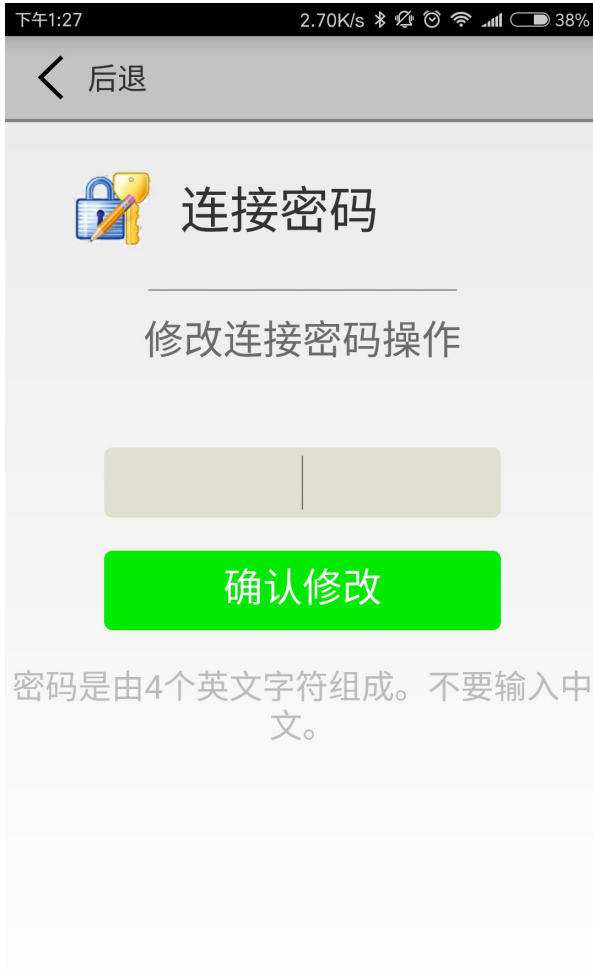 下午1:27 2.70K/s 38%
后退
连接密码
修改连接密码操作
确认修改
密码是由4个英文字符组成。不要输入中
文。